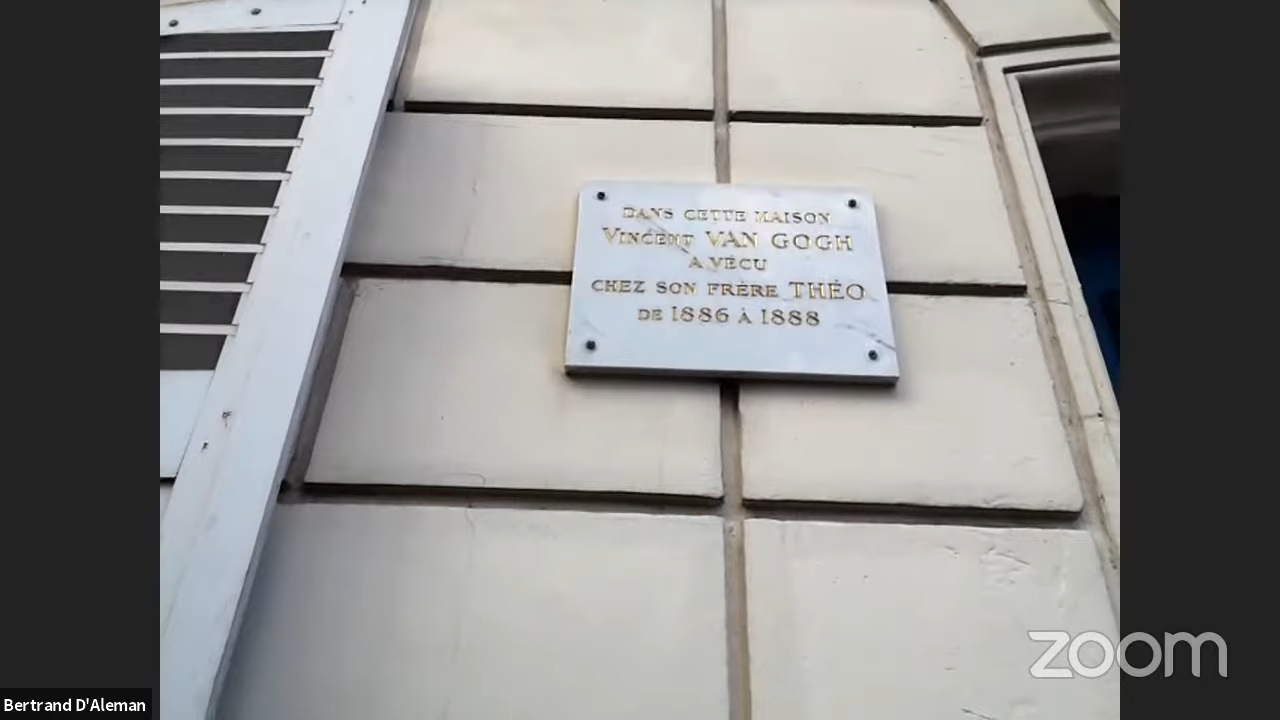 DANS CETTE MAISON
VINCENT VAN GOGH
A VÉCU
CHEZ SON FRÈRE THÉO
DE 1886 À 1888
zoom
Bertrand D'Aleman